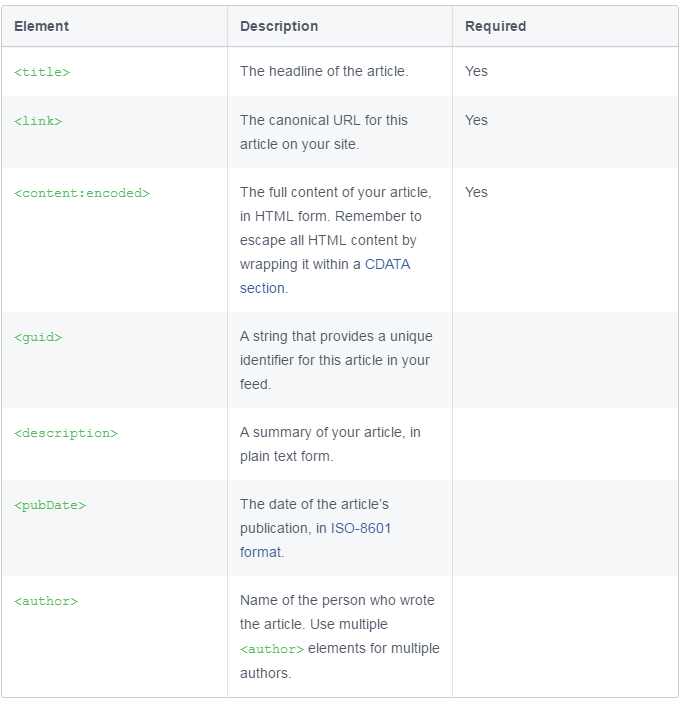 Element Description Required
<title> The headline of the article. Yes
<link> The canonical URL for this Yes
article on your site.
<content:encoded> The full content of your article, Yes
in HTML form. Remember to
escape all HTML content by
wrapping it within a CDATA
section.
<guid> A string that provides a unique
identifier for this article in your
feed.
<description> A summary of your article, in
plain text form.
<pubDate> The date of the article’s
publication, in ISO-8601
format.
<author> Name of the person who wrote
the article. Use multiple
<author> elements for multiple
authors.